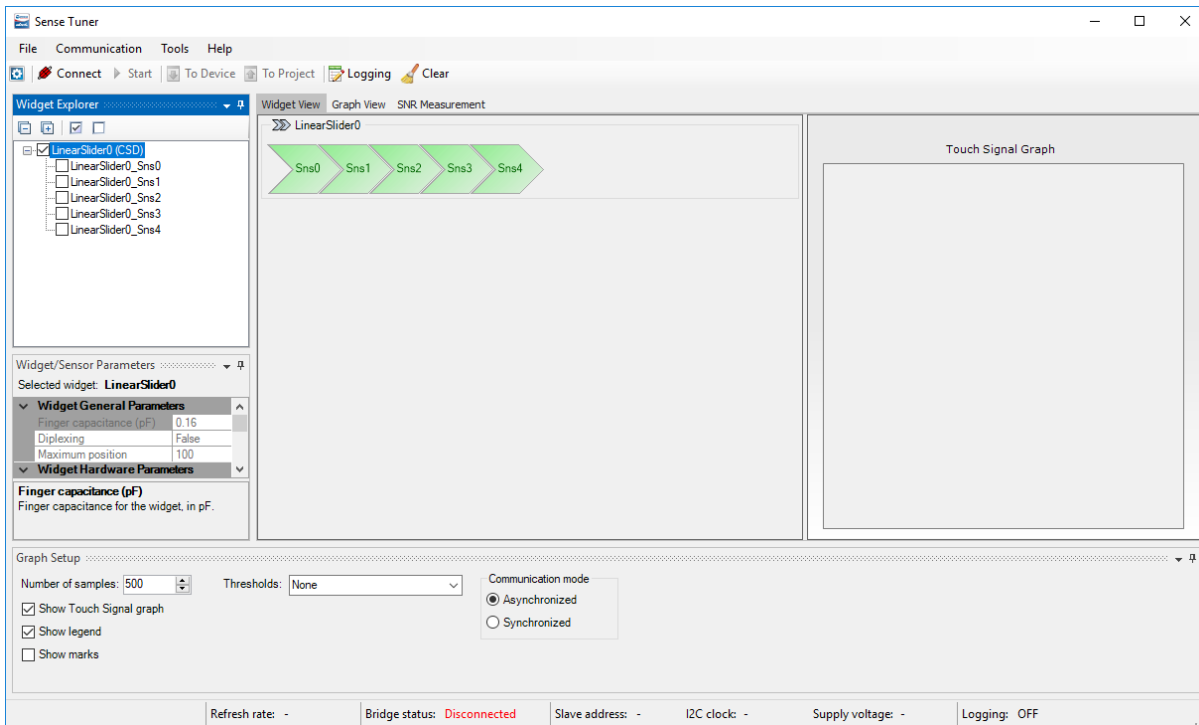 Sense Tuner
File Communication Tools Help
Connect Start To Device To Project Logging Clear
Widget Explorer
LinearSlider0 (CSD)
LinearSlider0_Sns0
LinearSlider0_Sns1
LinearSlider0_Sns2
LinearSlider0_Sns3
LinearSlider0_Sns4
Widget/Sensor Parameters
Selected widget: LinearSlider0
Widget General Parameters
Finger capacitance (pF) 0.16
Diplexing False
Maximum position 100
Widget Hardware Parameters
Finger capacitance (pF)
Finger capacitance for the widget, in pF.
Widget View Graph View SNR Measurement
LinearSlider0
Sns0 Sns1 Sns2 Sns3 Sns4
Touch Signal Graph
Graph Setup
Number of samples: 500
Show Touch Signal graph
Show legend
Show marks
Thresholds: None
Communication mode
Asynchronized
Synchronized
Refresh rate: - Bridge status: Disconnected Slave address: - I2C clock: - Supply voltage: - Logging: OFF